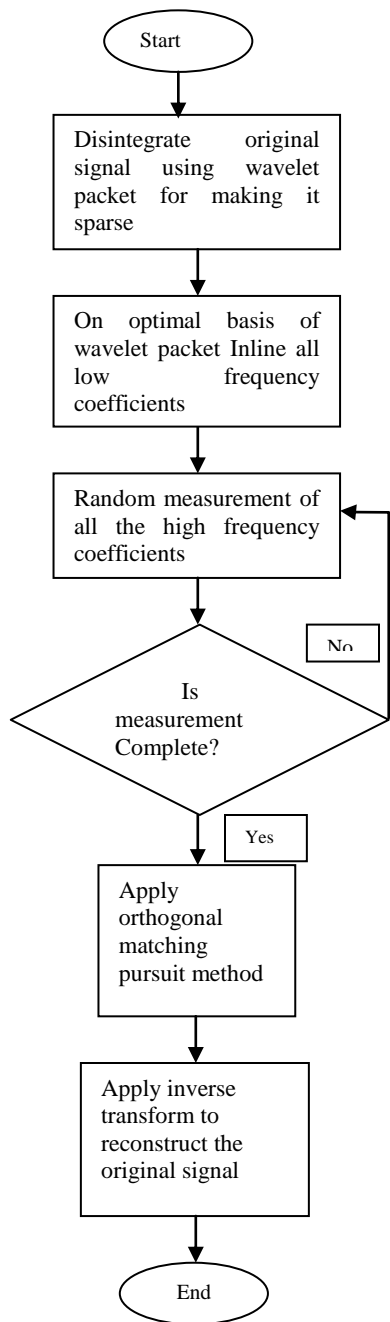 Start
Disintegrate original
signal using wavelet
packet for making it
sparse
On optimal basis of
wavelet packet Inline all
low frequency
coefficients
Random measurement of
all the high frequency
coefficients
No
Is
measurement
Complete?
Yes
Apply
orthogonal
matching
pursuit method
Apply inverse
transform to
reconstruct the
original signal
End